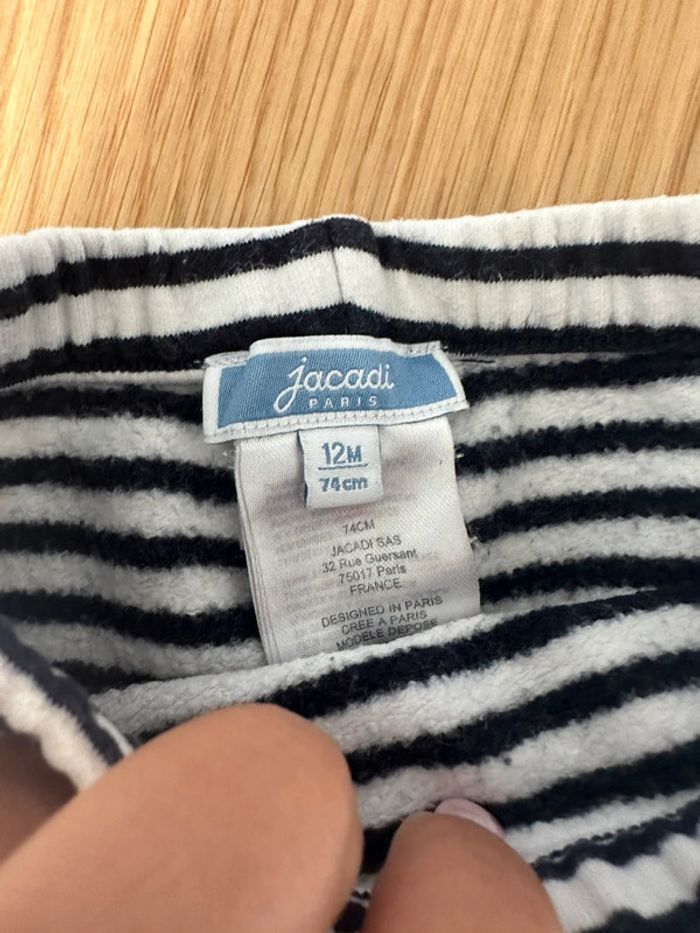 jacadi
PARIS
12M
74cm
74CM
JACADI SAS
32 Rue Guersant
75017 Paris
FRANCE
DESIGNED IN PARIS
CREE A PARIS
MODELE DEPOSE